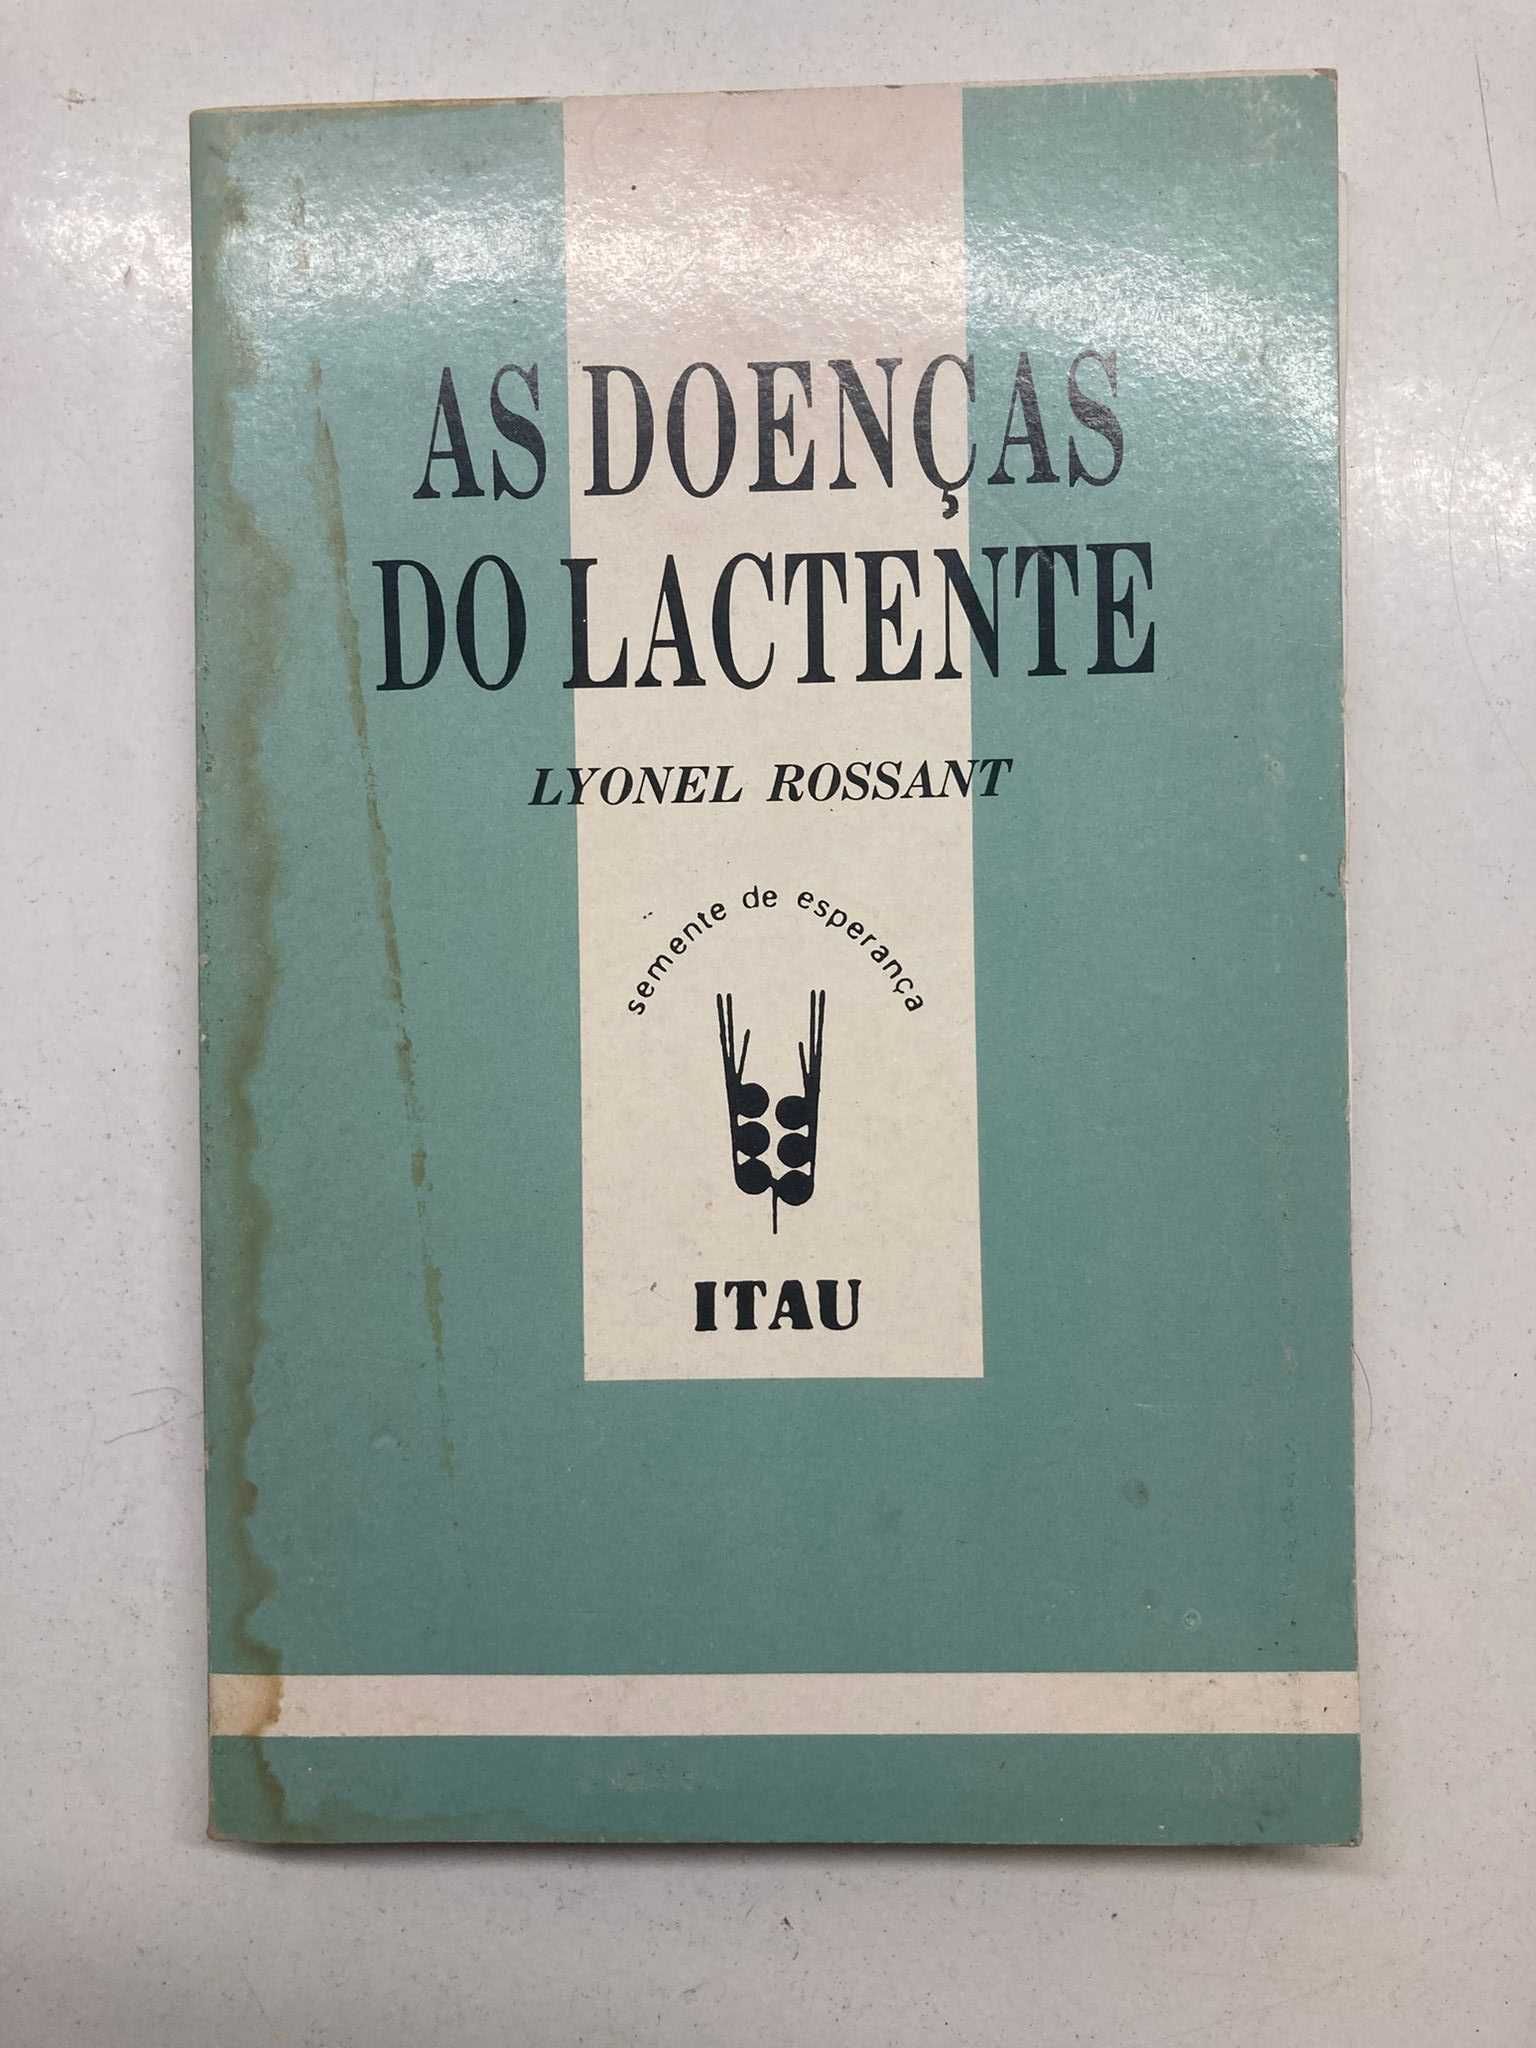 AS DOENÇAS
DO LACTENTE
LYONEL ROSSANT
semente de esperança
ITAU